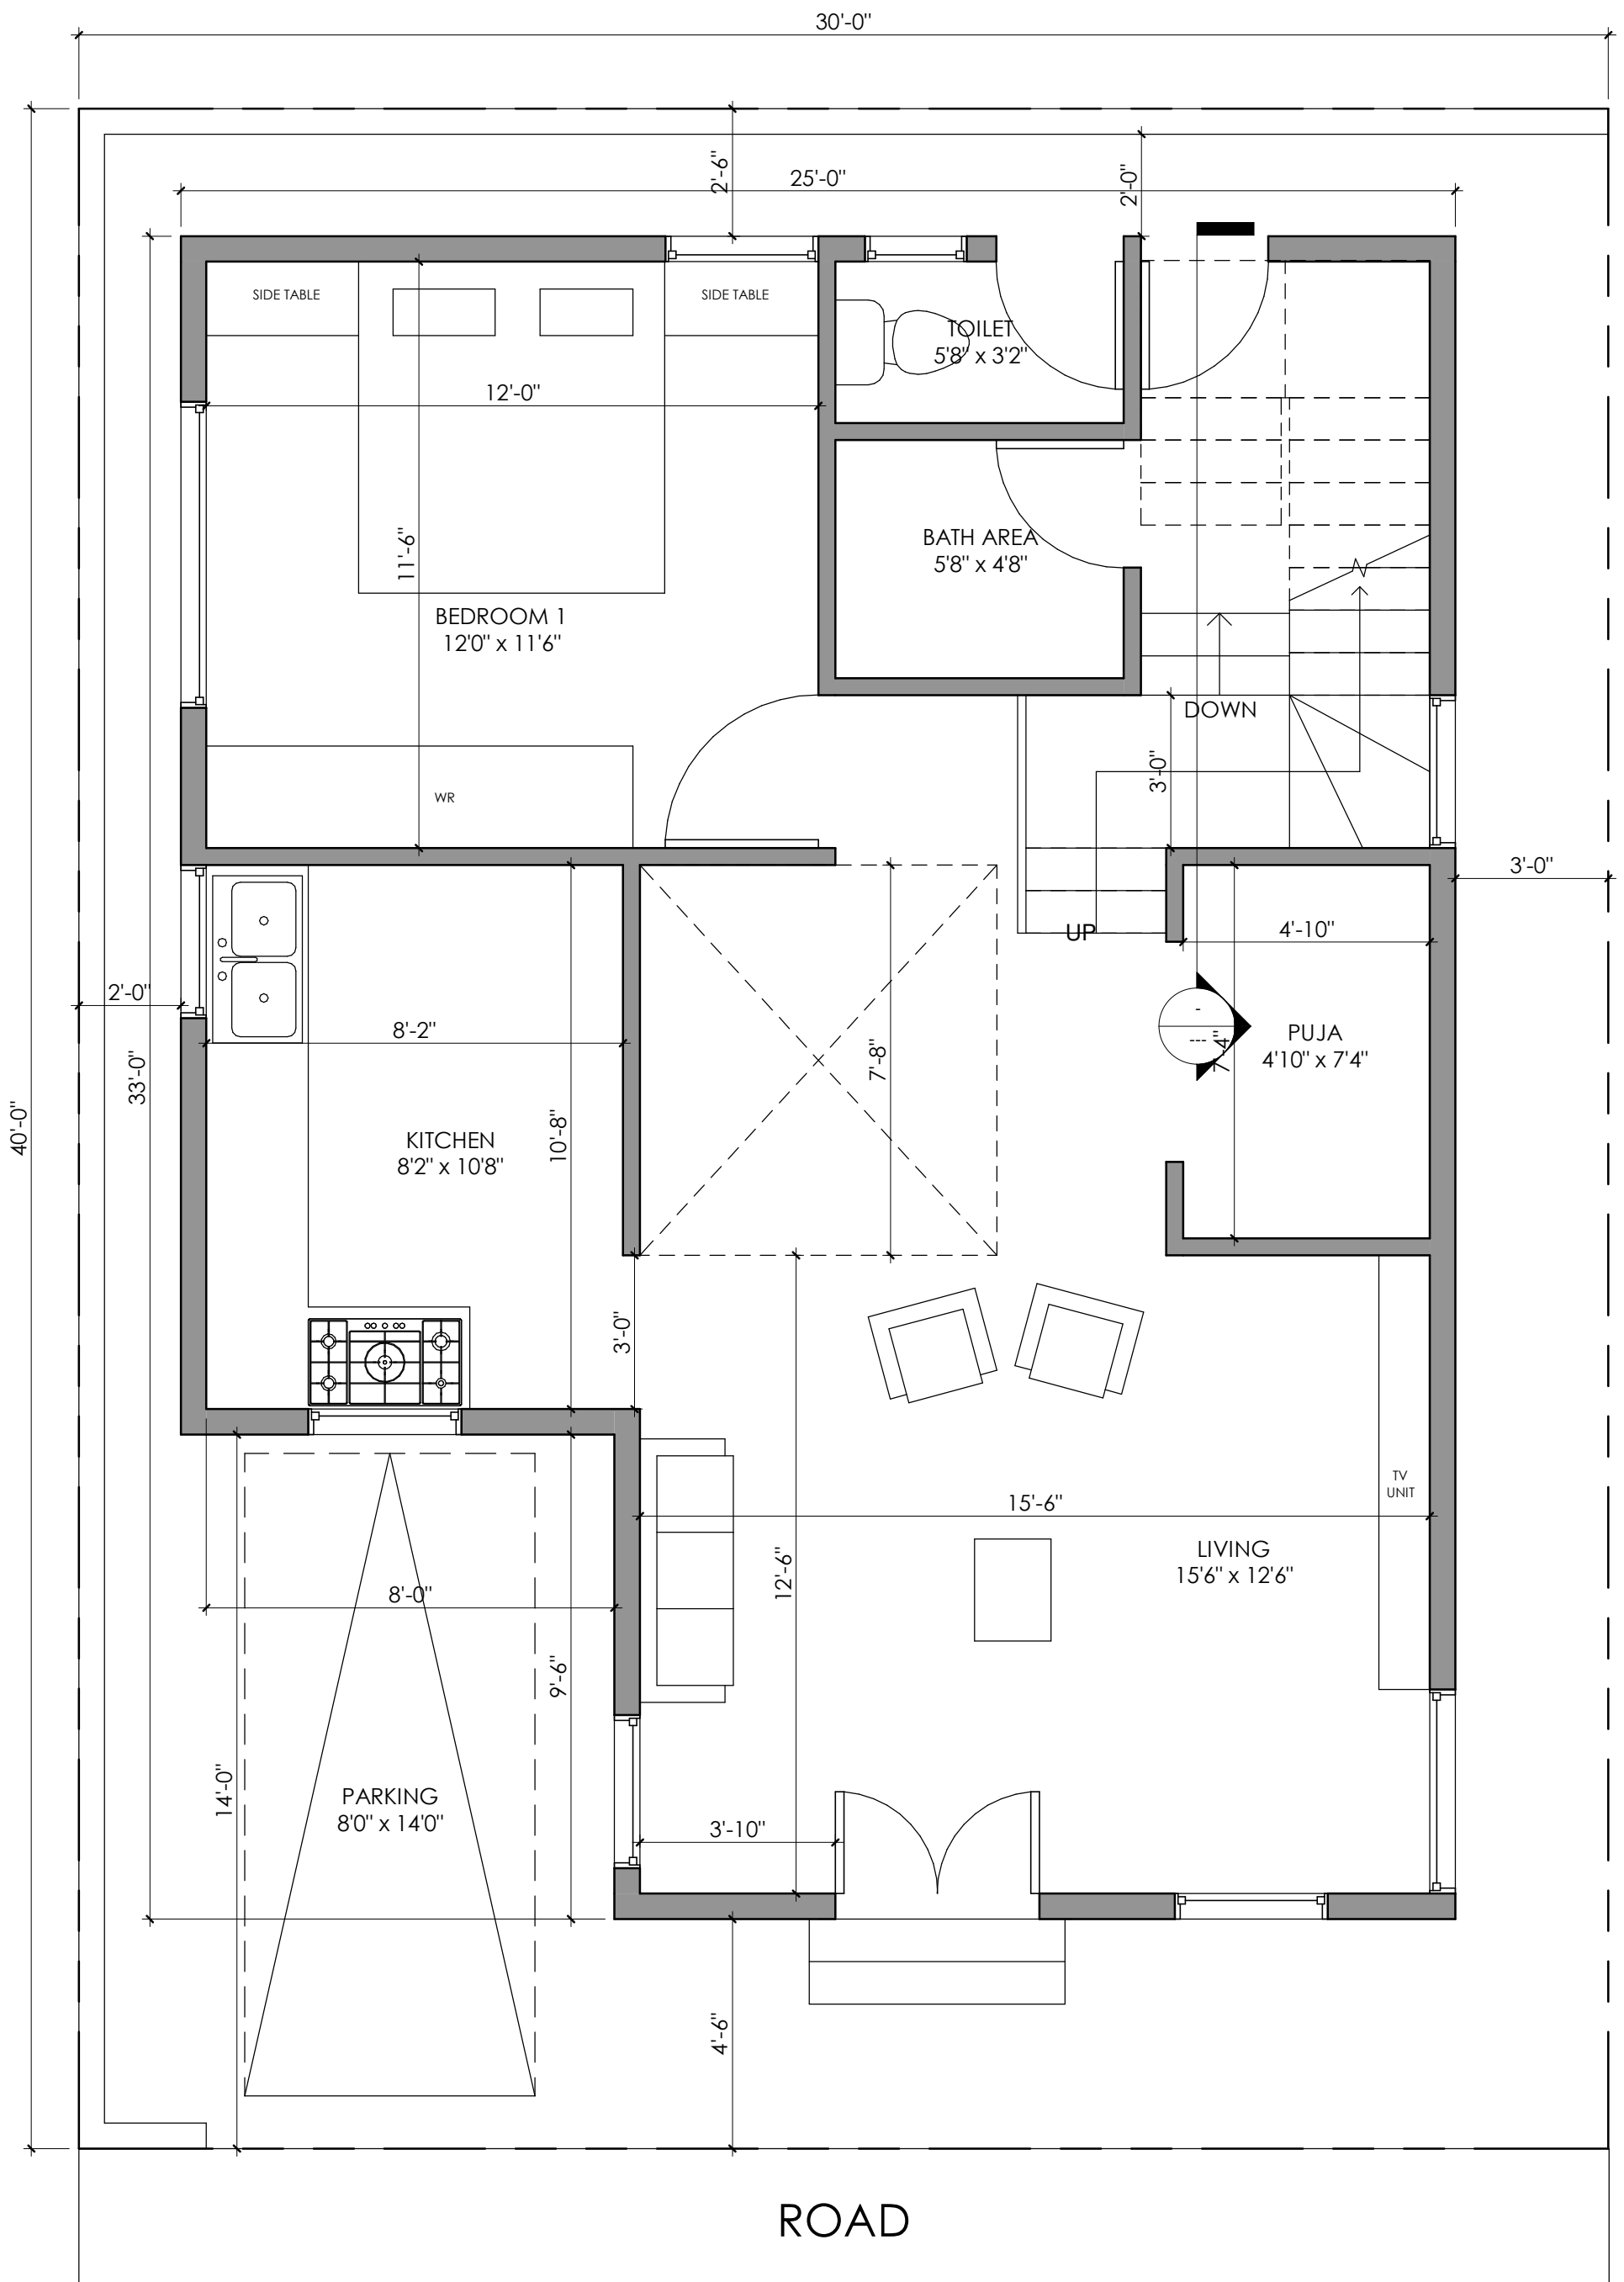 30'-0"
2'-6"
25'-0"
2'-0"
SIDE TABLE
SIDE TABLE
TOILET
5'8" x 3'2"
12'-0"
11'-6"
BATH AREA
5'8" x 4'8"
BEDROOM 1
12'0" x 11'6"
DOWN
3'-0"
WR
3'-0"
UP
4'-10"
2'-0"
8'-2"
33'-0"
40'-0"
7'-8"
- 
---
7'-4"
PUJA
4'10" x 7'4"
KITCHEN
8'2" x 10'8"
10'-8"
3'-0"
TV
UNIT
15'-6"
LIVING
15'6" x 12'6"
12'-6"
8'-0"
9'-6"
14'-0"
PARKING
8'0" x 14'0"
3'-10"
4'-6"
ROAD